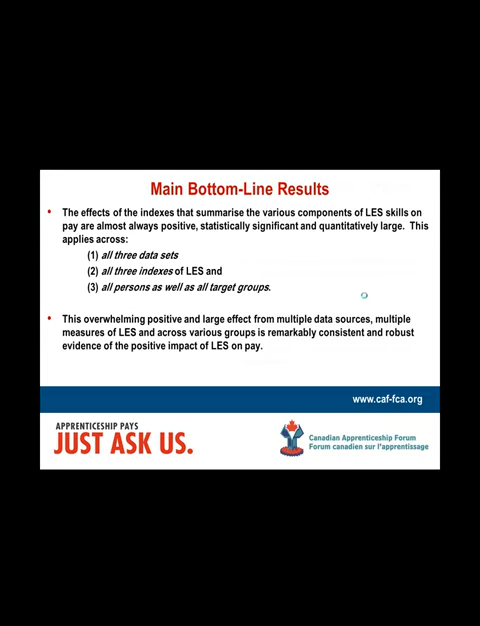 Main Bottom-Line Results
• The effects of the indexes that summarise the various components of LES skills on
pay are almost always positive, statistically significant and quantitatively large. This
applies across:
(1) all three data sets
(2) all three indexes of LES and
(3) all persons as well as all target groups.
• This overwhelming positive and large effect from multiple data sources, multiple
measures of LES and across various groups is remarkably consistent and robust
evidence of the positive impact of LES on pay.
www.caf-fca.org
APPRENTICESHIP PAYS
JUST ASK US.
Canadian Apprenticeship Forum
Forum canadien sur l'apprentissage